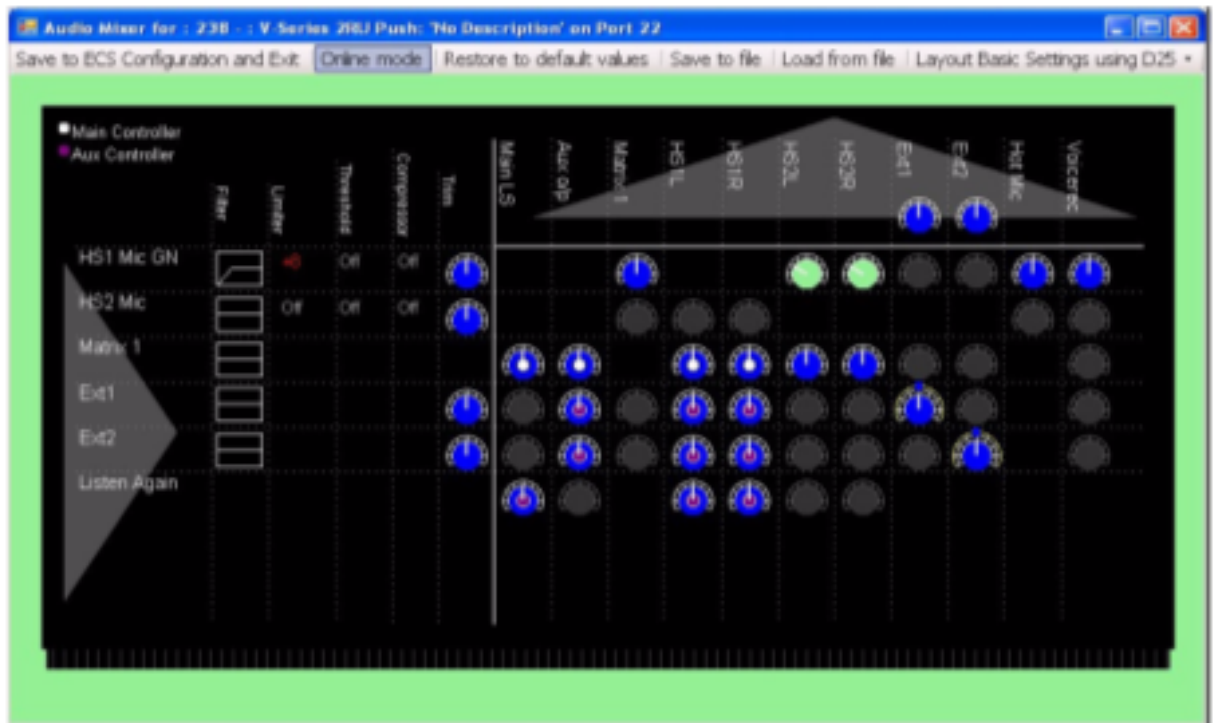 Audio Mixer for : 238 - : V-Series 2RU Push: 'No Description' on Port 22
Save to ECS Configuration and Exit Online mode Restore to default values Save to file Load from file Layout Basic Settings using D25
Main Controller
Aux Controller
Filter Limiter Threshold Compressor Trim Main LS Aux o/p Matrix 1 HS1L HS1R HS2L HS2R Ext1 Ext2 Hot Mic Voicerec
HS1 Mic GN Off Off
HS2 Mic Off Off Off
Matrix 1
Ext1
Ext2
Listen Again